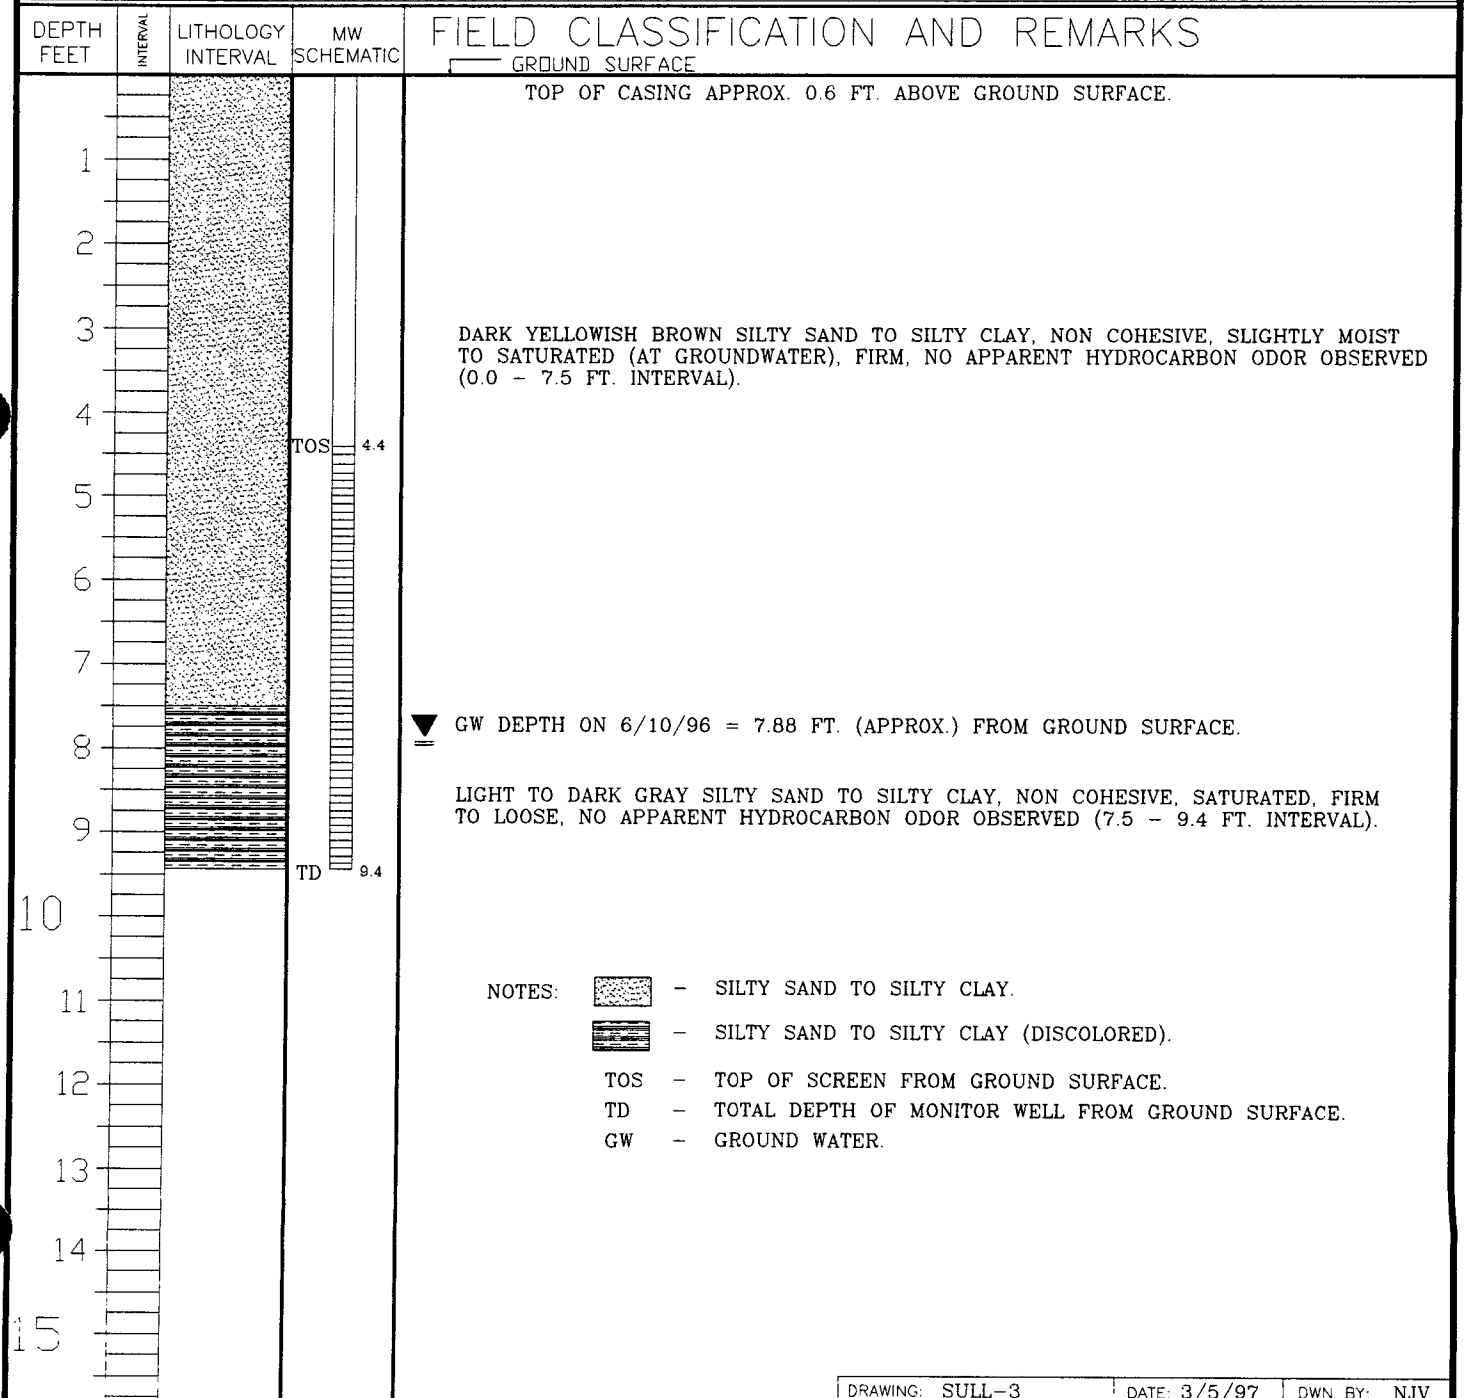 DEPTH FEET
INTERVAL
LITHOLOGY INTERVAL
MW SCHEMATIC
FIELD CLASSIFICATION AND REMARKS
GROUND SURFACE
TOP OF CASING APPROX. 0.6 FT. ABOVE GROUND SURFACE.
1
2
3
DARK YELLOWISH BROWN SILTY SAND TO SILTY CLAY, NON COHESIVE, SLIGHTLY MOIST
TO SATURATED (AT GROUNDWATER), FIRM, NO APPARENT HYDROCARBON ODOR OBSERVED
(0.0 – 7.5 FT. INTERVAL).
4
TOS 4.4
5
6
7
GW DEPTH ON 6/10/96 = 7.88 FT. (APPROX.) FROM GROUND SURFACE.
8
LIGHT TO DARK GRAY SILTY SAND TO SILTY CLAY, NON COHESIVE, SATURATED, FIRM
TO LOOSE, NO APPARENT HYDROCARBON ODOR OBSERVED (7.5 – 9.4 FT. INTERVAL).
9
TD 9.4
10
NOTES: – SILTY SAND TO SILTY CLAY.
11
– SILTY SAND TO SILTY CLAY (DISCOLORED).
12
TOS – TOP OF SCREEN FROM GROUND SURFACE.
TD – TOTAL DEPTH OF MONITOR WELL FROM GROUND SURFACE.
GW – GROUND WATER.
13
14
15
DRAWING: SULL-3 DATE: 3/5/97 DWN BY: NJV